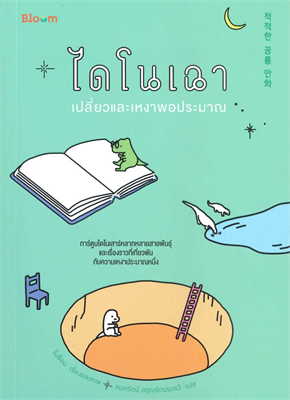 Bloom
적적한 공룡 만화
ไดโนเฉา
เปลี่ยวและเหงาพอประมาณ
การ์ตูนไดโนเสาร์หลากหลายสายพันธุ์
และเรื่องราวที่เกี่ยวพัน
กับความเหงาประมาณหนึ่ง